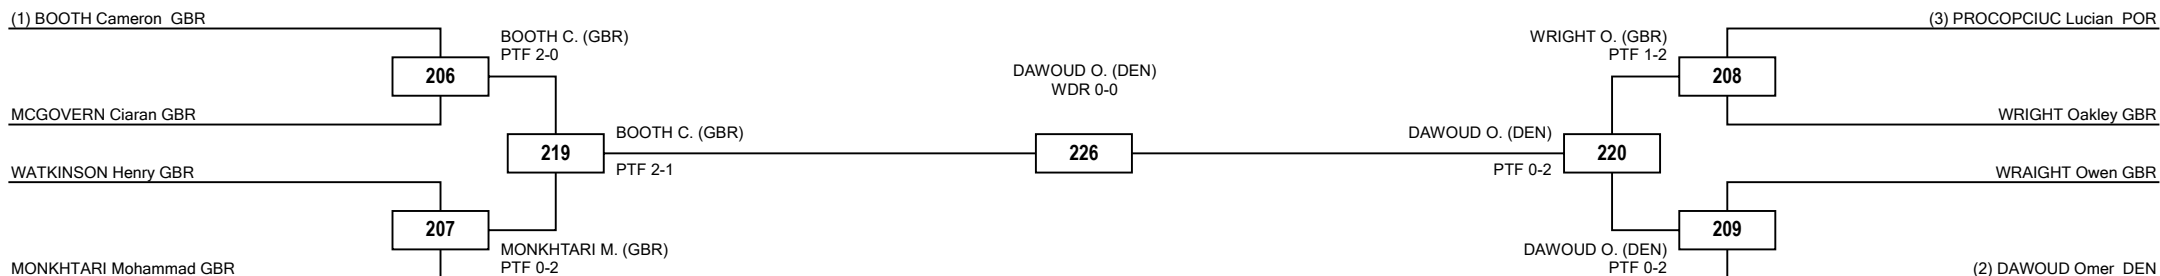 (1) BOOTH Cameron GBR
(3) PROCOPCIUC Lucian POR
BOOTH C. (GBR)
PTF 2-0
WRIGHT O. (GBR)
PTF 1-2
206
DAWOUD O. (DEN)
WDR 0-0
208
MCGOVERN Ciaran GBR
WRIGHT Oakley GBR
219
BOOTH C. (GBR)
PTF 2-1
226
DAWOUD O. (DEN)
PTF 0-2
220
WATKINSON Henry GBR
WRAIGHT Owen GBR
207
209
MONKHTARI M. (GBR)
PTF 0-2
DAWOUD O. (DEN)
PTF 0-2
MONKHTARI Mohammad GBR
(2) DAWOUD Omer DEN